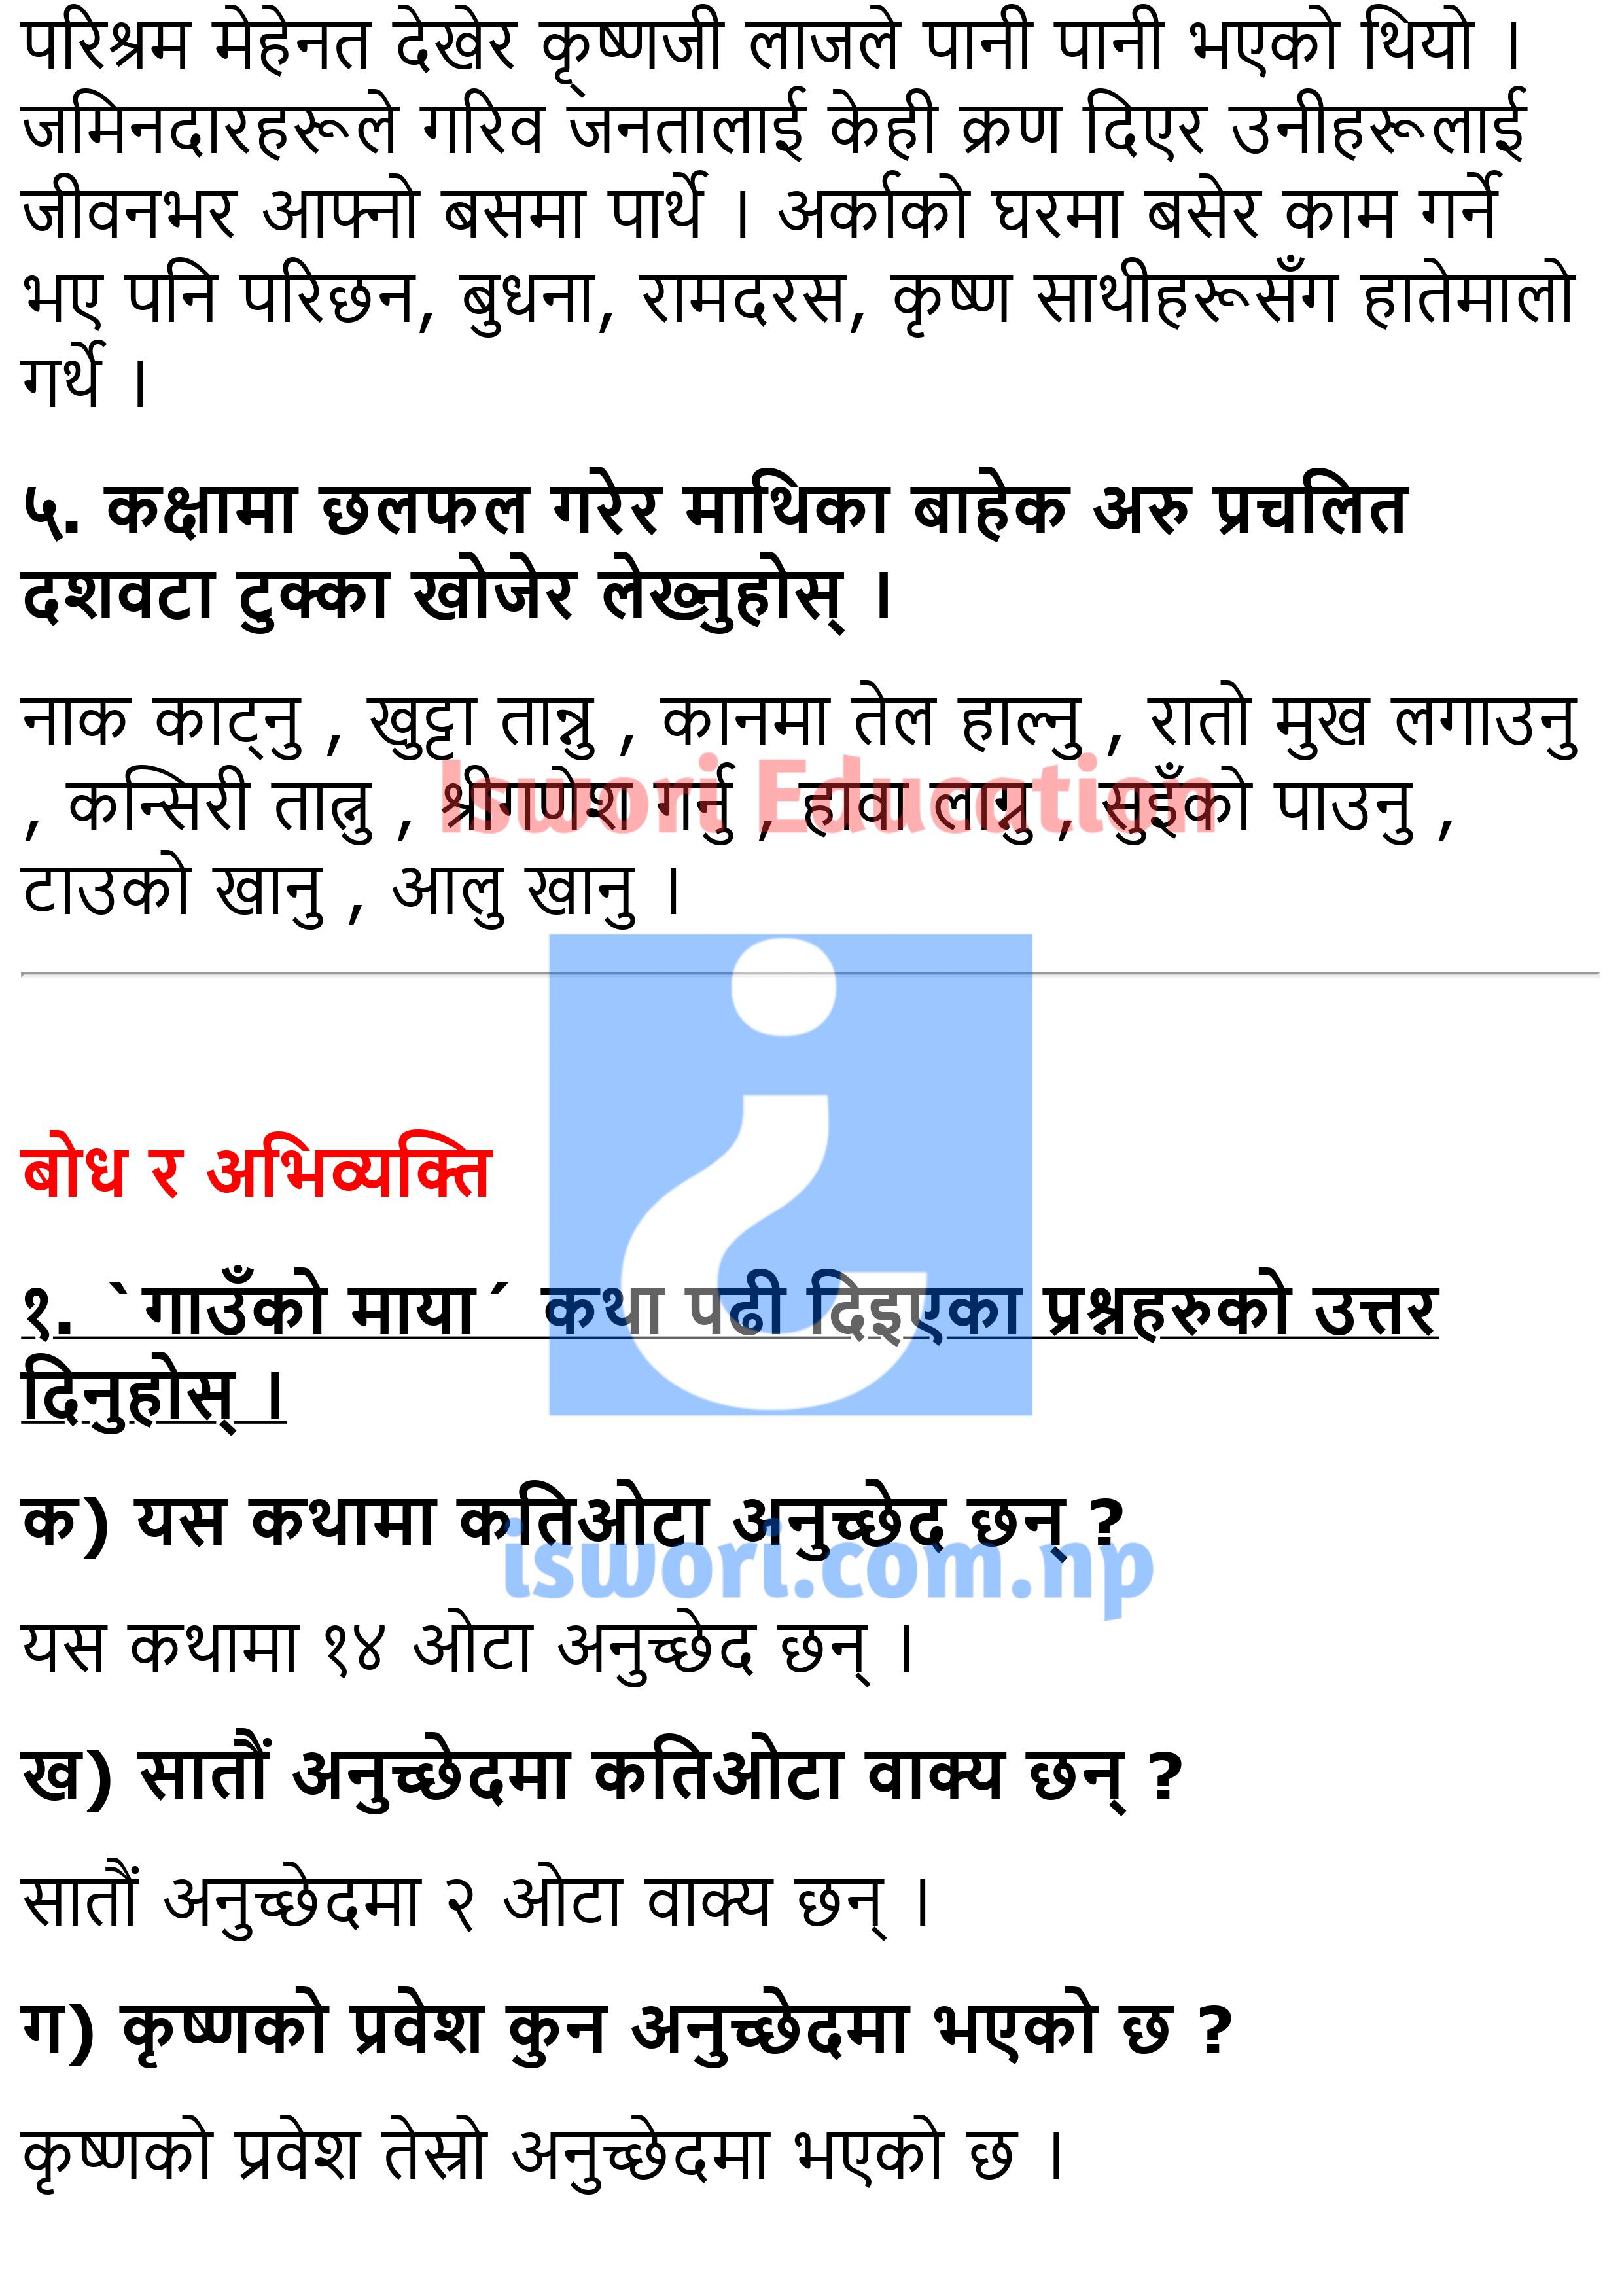 परिश्रम मेहेनत देखेर कृष्णजी लाजले पानी पानी भएको थियो ।
जमिनदारहरूले गरिव जनतालाई केही क्रण दिएर उनीहरूलाई
जीवनभर आफ्नो बसमा पार्थे । अर्काको घरमा बसेर काम गर्ने
भए पनि परिछन, बुधना, रामदरस, कृष्ण साथीहरूसँग हातेमालो
गर्थे ।
५. कक्षामा छलफल गरेर माथिका बाहेक अरु प्रचलित
दशवटा टुक्का खोजेर लेख्नुहोस् ।
नाक काट्नु , खुट्टा तान्नु , कानमा तेल हाल्नु , रातो मुख लगाउनु
, कन्सिरी तात्नु , श्रीगणेश गर्नु , हावा लाग्नु , सुइँको पाउनु ,
Iswori Education
टाउको खानु , आलु खानु ।
बोध र अभिव्यक्ति
१. `गाउँको माया´ कथा पढी दिइएका प्रश्नहरुको उत्तर
दिनुहोस् ।
क) यस कथामा कतिओटा अनुच्छेद छन् ?
iswori.com.np
यस कथामा १४ ओटा अनुच्छेद छन् ।
ख) सातौं अनुच्छेदमा कतिओटा वाक्य छन् ?
सातौं अनुच्छेदमा २ ओटा वाक्य छन् ।
ग) कृष्णको प्रवेश कुन अनुच्छेदमा भएको छ ?
कृष्णको प्रवेश तेस्रो अनुच्छेदमा भएको छ ।